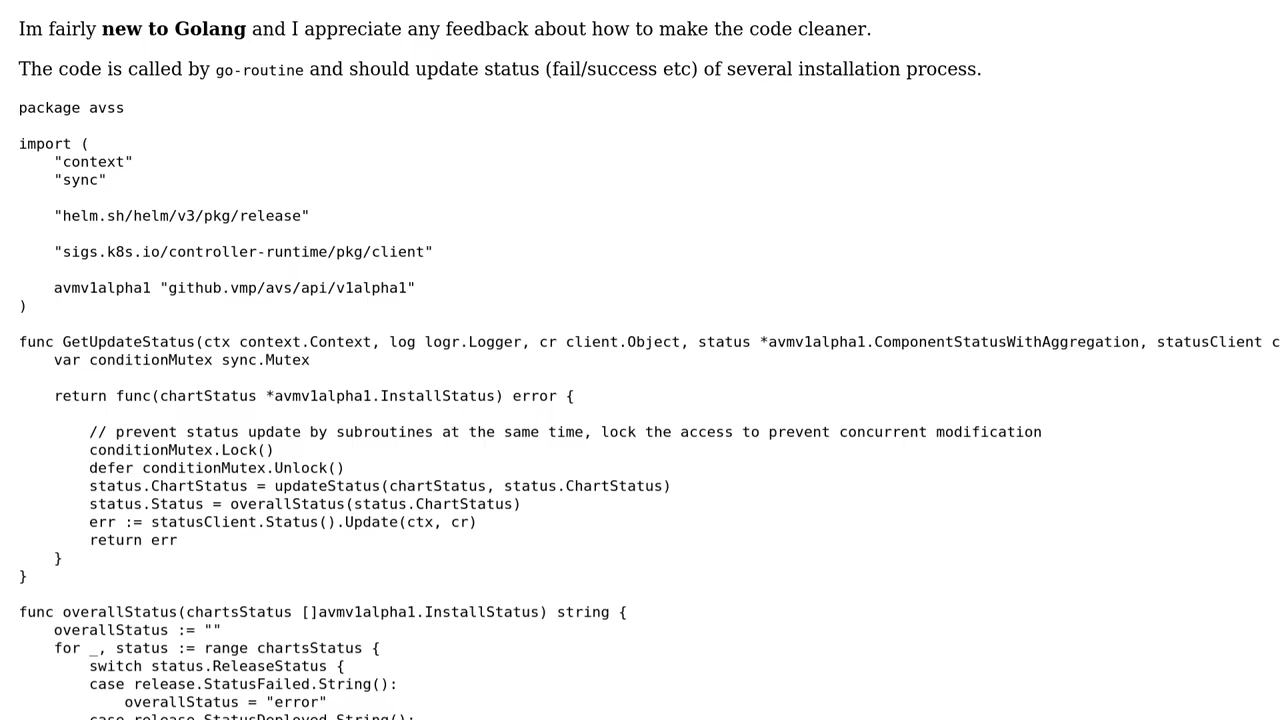 Im fairly new to Golang and I appreciate any feedback about how to make the code cleaner.
The code is called by go-routine and should update status (fail/success etc) of several installation process.
package avss
import (
    "context"
    "sync"
    "helm.sh/helm/v3/pkg/release"
    "sigs.k8s.io/controller-runtime/pkg/client"
    avmv1alpha1 "github.vmp/avs/api/v1alpha1"
)
func GetUpdateStatus(ctx context.Context, log logr.Logger, cr client.Object, status *avmv1alpha1.ComponentStatusWithAggregation, statusClient c
    var conditionMutex sync.Mutex
    return func(chartStatus *avmv1alpha1.InstallStatus) error {
        // prevent status update by subroutines at the same time, lock the access to prevent concurrent modification
        conditionMutex.Lock()
        defer conditionMutex.Unlock()
        status.ChartStatus = updateStatus(chartStatus, status.ChartStatus)
        status.Status = overallStatus(status.ChartStatus)
        err := statusClient.Status().Update(ctx, cr)
        return err
    }
}
func overallStatus(chartsStatus []avmv1alpha1.InstallStatus) string {
    overallStatus := ""
    for _, status := range chartsStatus {
        switch status.ReleaseStatus {
        case release.StatusFailed.String():
            overallStatus = "error"
        case release.StatusDeployed.String():